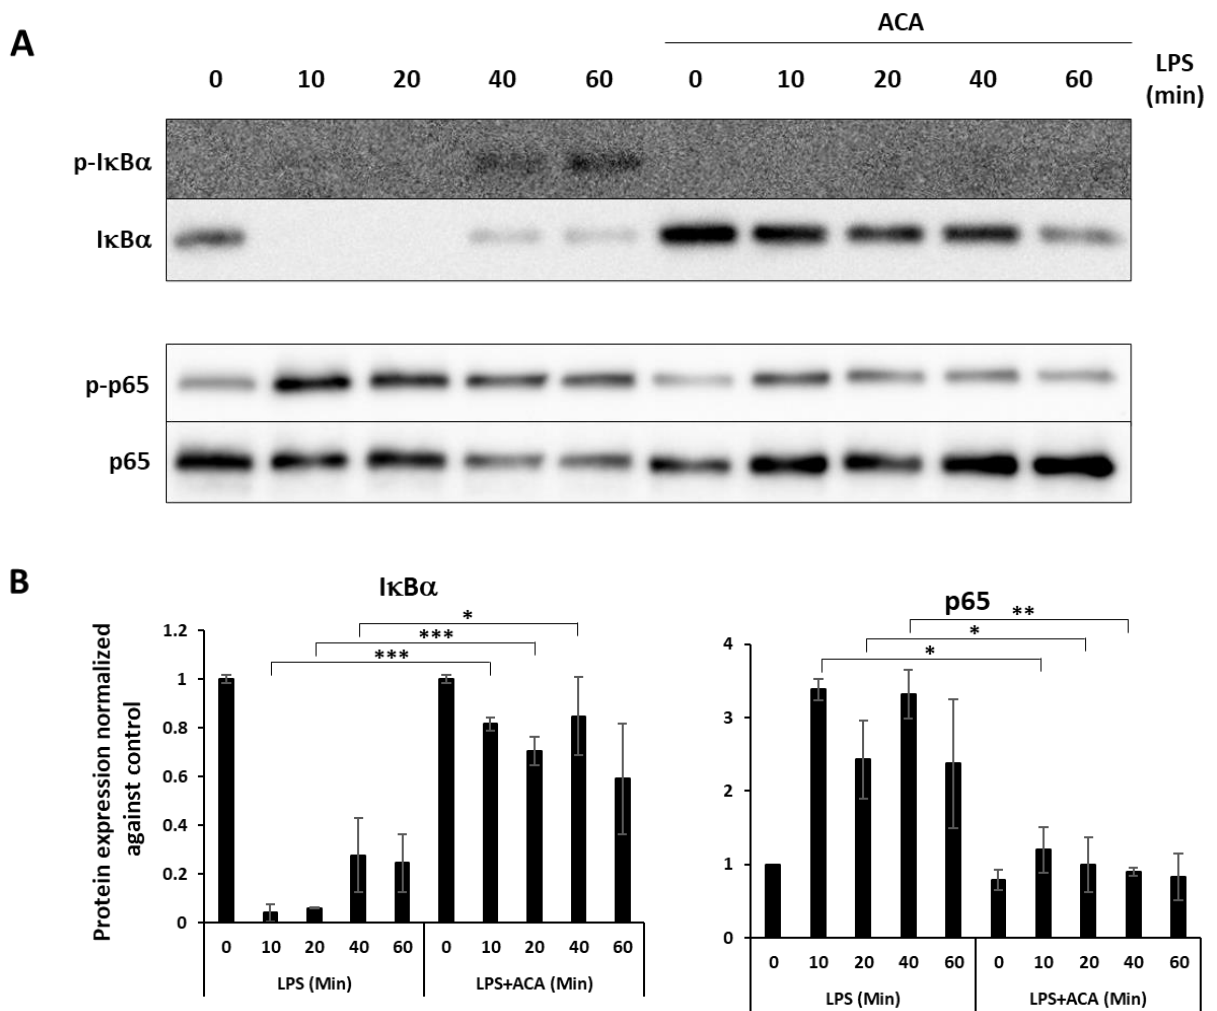 A
ACA
0 10 20 40 60 0 10 20 40 60 LPS (min)
p-IκBα
IκBα
p-p65
p65
B
IκBα
Protein expression normalized
against control
1.2
1
0.8
0.6
0.4
0.2
0
*
***
***
0 10 20 40 60 0 10 20 40 60
LPS (Min) LPS+ACA (Min)
p65
4
3
2
1
0
**
*
*
0 10 20 40 60 0 10 20 40 60
LPS (Min) LPS+ACA (Min)